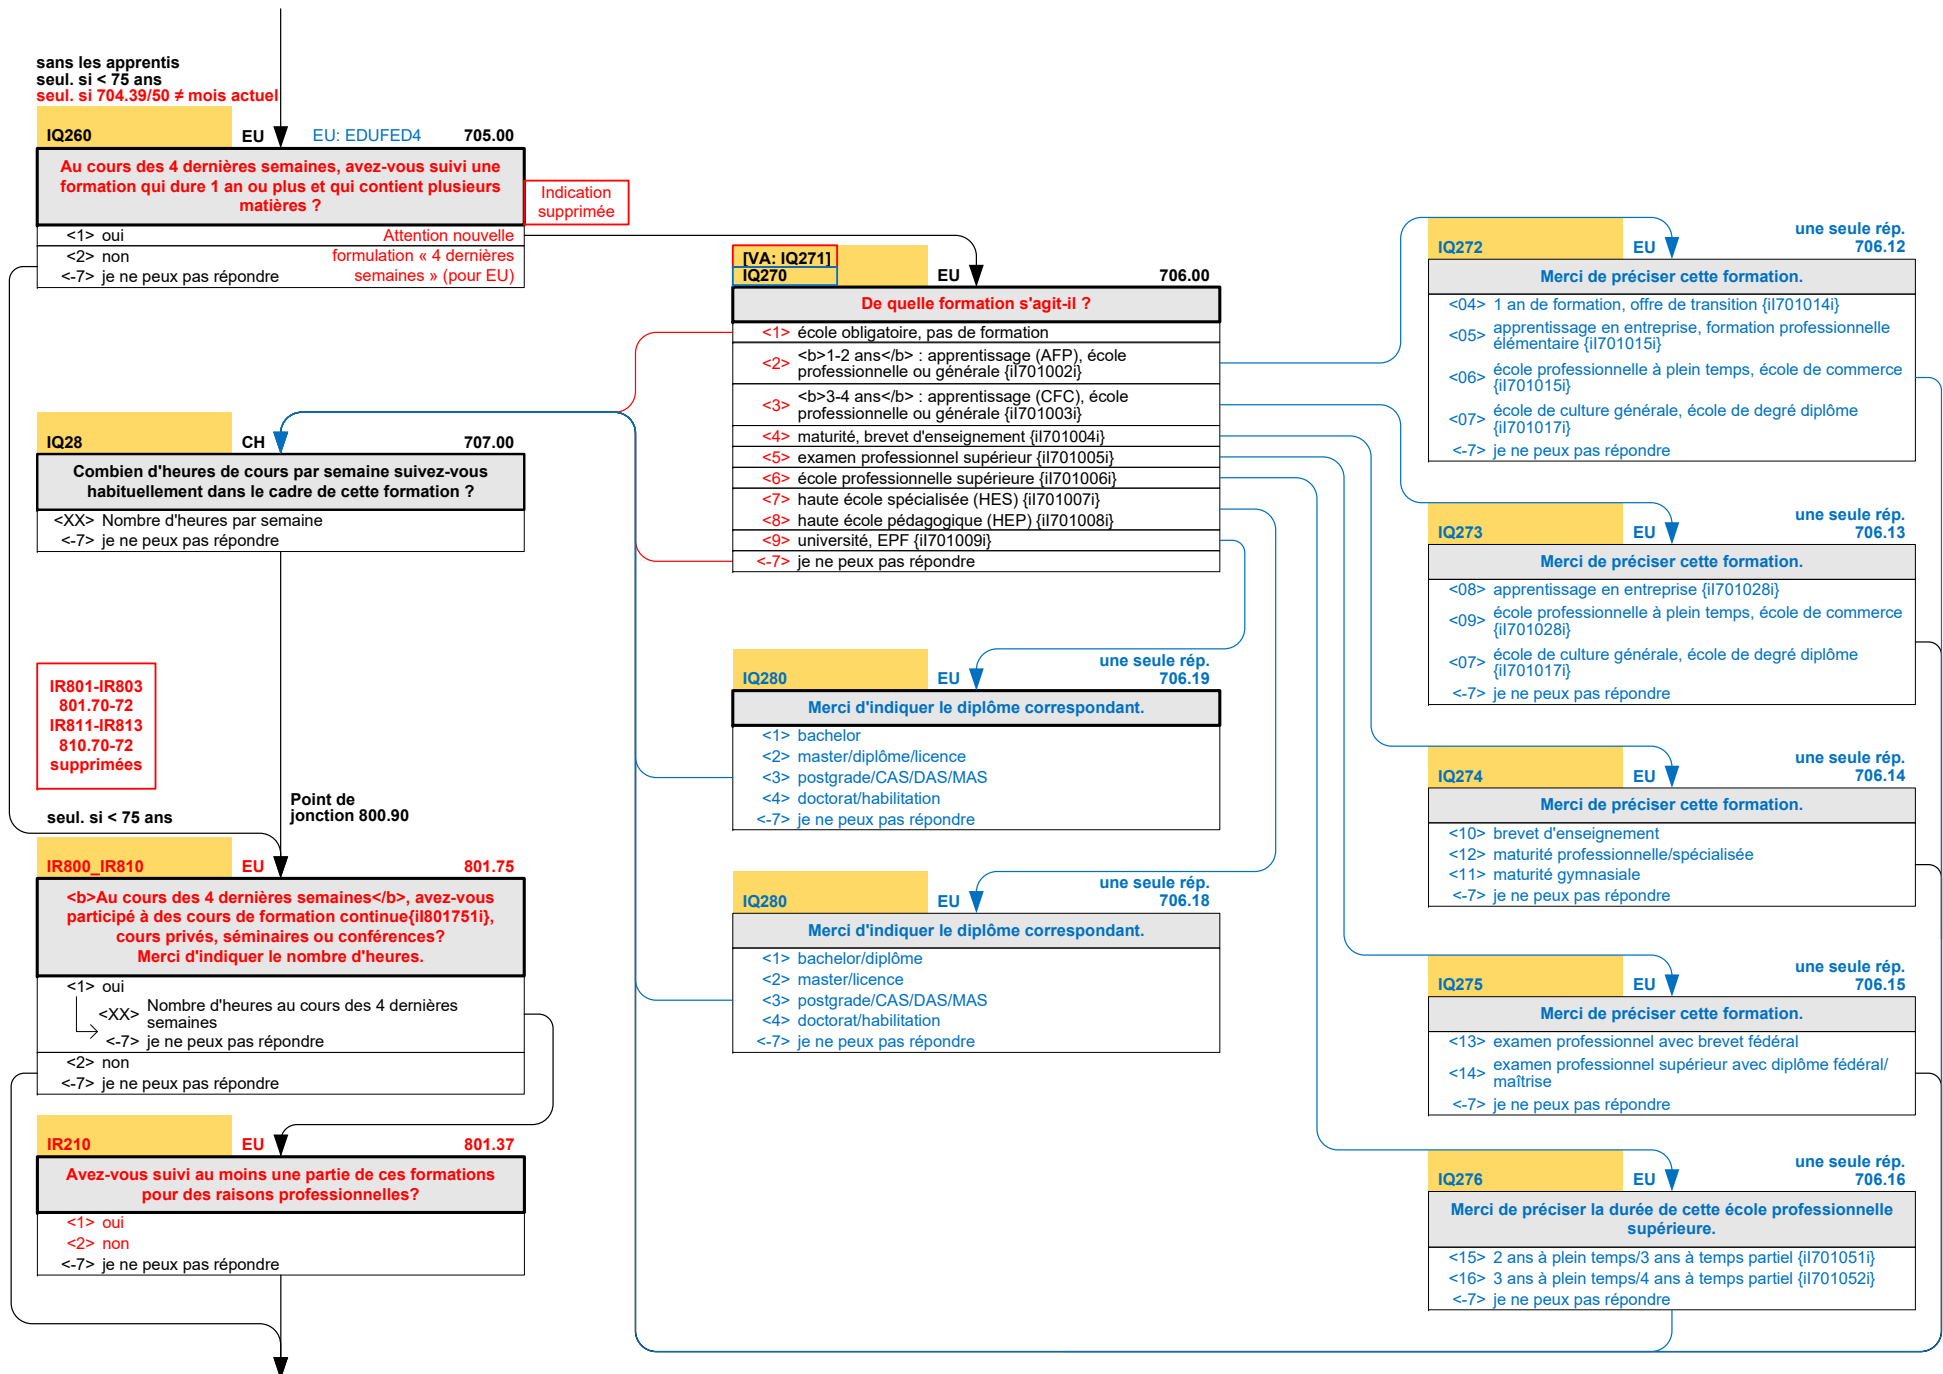 sans les apprentis
seul. si < 75 ans
seul. si 704.39/50 ≠ mois actuel
IQ260 EU EU: EDUFED4 705.00
Au cours des 4 dernières semaines, avez-vous suivi une
formation qui dure 1 an ou plus et qui contient plusieurs
matières ?
Indication
supprimée
<1> oui
<2> non
<-7> je ne peux pas répondre
Attention nouvelle
formulation « 4 dernières
semaines » (pour EU)
IQ28 CH 707.00
Combien d'heures de cours par semaine suivez-vous
habituellement dans le cadre de cette formation ?
<XX> Nombre d'heures par semaine
<-7> je ne peux pas répondre
IR801-IR803
801.70-72
IR811-IR813
810.70-72
supprimées
Point de
jonction 800.90
seul. si < 75 ans
IR800_IR810 EU 801.75
<b>Au cours des 4 dernières semaines</b>, avez-vous
participé à des cours de formation continue{iI801751i},
cours privés, séminaires ou conférences?
Merci d'indiquer le nombre d'heures.
<1> oui
<XX> Nombre d'heures au cours des 4 dernières
semaines
<-7> je ne peux pas répondre
<2> non
<-7> je ne peux pas répondre
IR210 EU 801.37
Avez-vous suivi au moins une partie de ces formations
pour des raisons professionnelles?
<1> oui
<2> non
<-7> je ne peux pas répondre
[VA: IQ271]
IQ270 EU 706.00
De quelle formation s'agit-il ?
<1> école obligatoire, pas de formation
<2> <b>1-2 ans</b> : apprentissage (AFP), école
professionnelle ou générale {iI701002i}
<3> <b>3-4 ans</b> : apprentissage (CFC), école
professionnelle ou générale {iI701003i}
<4> maturité, brevet d'enseignement {iI701004i}
<5> examen professionnel supérieur {iI701005i}
<6> école professionnelle supérieure {iI701006i}
<7> haute école spécialisée (HES) {iI701007i}
<8> haute école pédagogique (HEP) {iI701008i}
<9> université, EPF {iI701009i}
<-7> je ne peux pas répondre
une seule rép.
IQ280 EU 706.19
Merci d'indiquer le diplôme correspondant.
<1> bachelor
<2> master/diplôme/licence
<3> postgrade/CAS/DAS/MAS
<4> doctorat/habilitation
<-7> je ne peux pas répondre
une seule rép.
IQ280 EU 706.18
Merci d'indiquer le diplôme correspondant.
<1> bachelor/diplôme
<2> master/licence
<3> postgrade/CAS/DAS/MAS
<4> doctorat/habilitation
<-7> je ne peux pas répondre
une seule rép.
IQ272 EU 706.12
Merci de préciser cette formation.
<04> 1 an de formation, offre de transition {iI701014i}
<05> apprentissage en entreprise, formation professionnelle
élémentaire {iI701015i}
<06> école professionnelle à plein temps, école de commerce
{iI701015i}
<07> école de culture générale, école de degré diplôme
{iI701017i}
<-7> je ne peux pas répondre
une seule rép.
IQ273 EU 706.13
Merci de préciser cette formation.
<08> apprentissage en entreprise {iI701028i}
<09> école professionnelle à plein temps, école de commerce
{iI701028i}
<07> école de culture générale, école de degré diplôme
{iI701017i}
<-7> je ne peux pas répondre
une seule rép.
IQ274 EU 706.14
Merci de préciser cette formation.
<10> brevet d'enseignement
<12> maturité professionnelle/spécialisée
<11> maturité gymnasiale
<-7> je ne peux pas répondre
une seule rép.
IQ275 EU 706.15
Merci de préciser cette formation.
<13> examen professionnel avec brevet fédéral
<14> examen professionnel supérieur avec diplôme fédéral/
maîtrise
<-7> je ne peux pas répondre
une seule rép.
IQ276 EU 706.16
Merci de préciser la durée de cette école professionnelle
supérieure.
<15> 2 ans à plein temps/3 ans à temps partiel {iI701051i}
<16> 3 ans à plein temps/4 ans à temps partiel {iI701052i}
<-7> je ne peux pas répondre